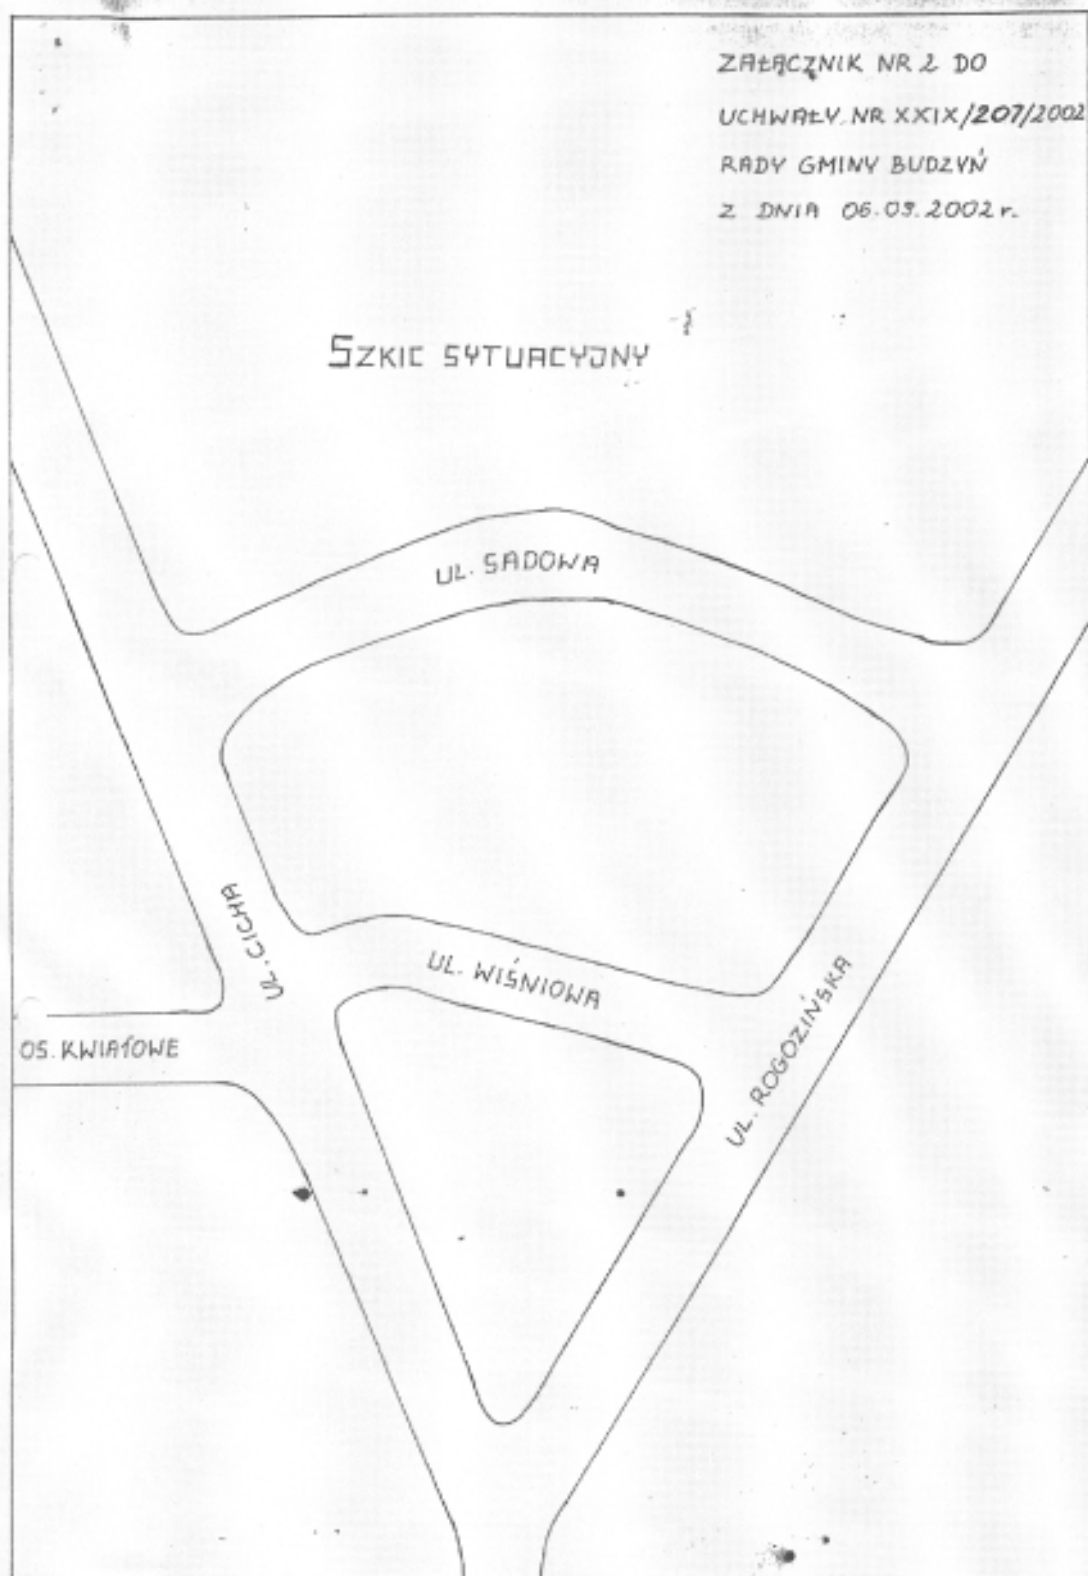 ZAŁĄCZNIK NR 2 DO
UCHWAŁY NR XXIX/207/2002
RADY GMINY BUDZYŃ
Z DNIA 06.09.2002 r.
SZKIC SYTUACYJNY
UL. SADOWA
UL. CICHA
UL. WIŚNIOWA
UL. ROGOZIŃSKA
OS. KWIATOWE